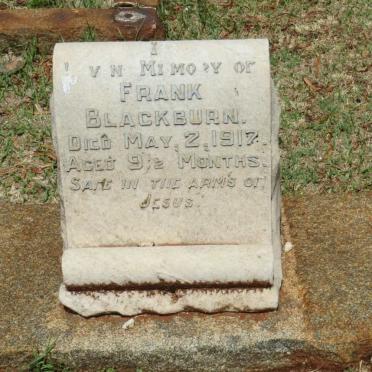 In Memory of
Frank
Blackburn.
Died May, 2, 1917.
Aged 9½ Months.
Safe in the arms of
Jesus.